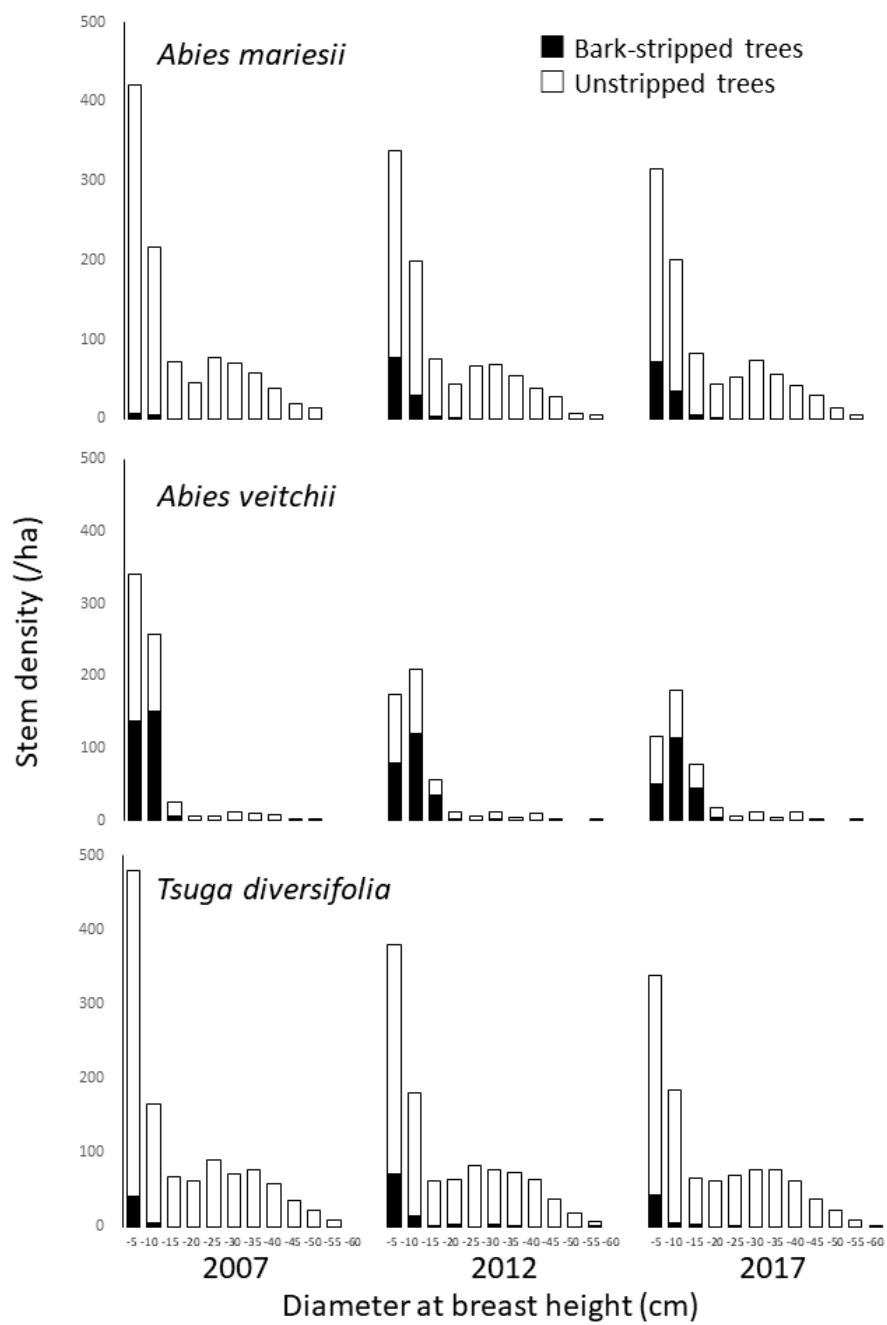 500
Abies mariesii
Bark-stripped trees
Unstripped trees
400
300
200
100
0
500
Abies veitchii
400
300
200
100
0
Stem density (/ha)
500
Tsuga diversifolia
400
300
200
100
0
-5 -10 -15 -20 -25 -30 -35 -40 -45 -50 -55 -60 -5 -10 -15 -20 -25 -30 -35 -40 -45 -50 -55 -60 -5 -10 -15 -20 -25 -30 -35 -40 -45 -50 -55 -60
2007 2012 2017
Diameter at breast height (cm)